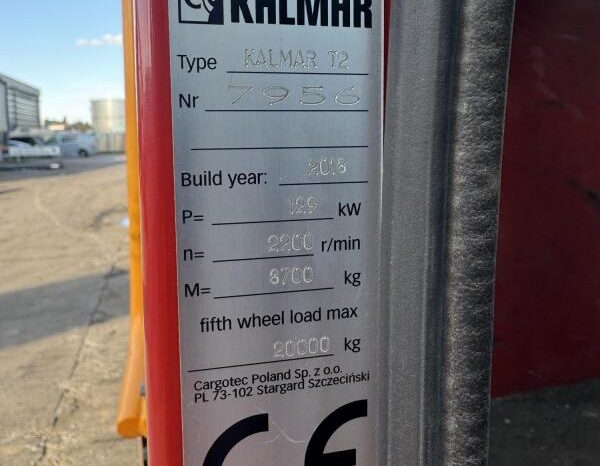 KALMAR
Type KALMAR T2
Nr 7956
Build year: 2018
P= 129 kW
n= 2200 r/min
M= 8700 kg
fifth wheel load max
20000 kg
Cargotec Poland Sp. z o.o.
PL 73-102 Stargard Szczeciński
CE